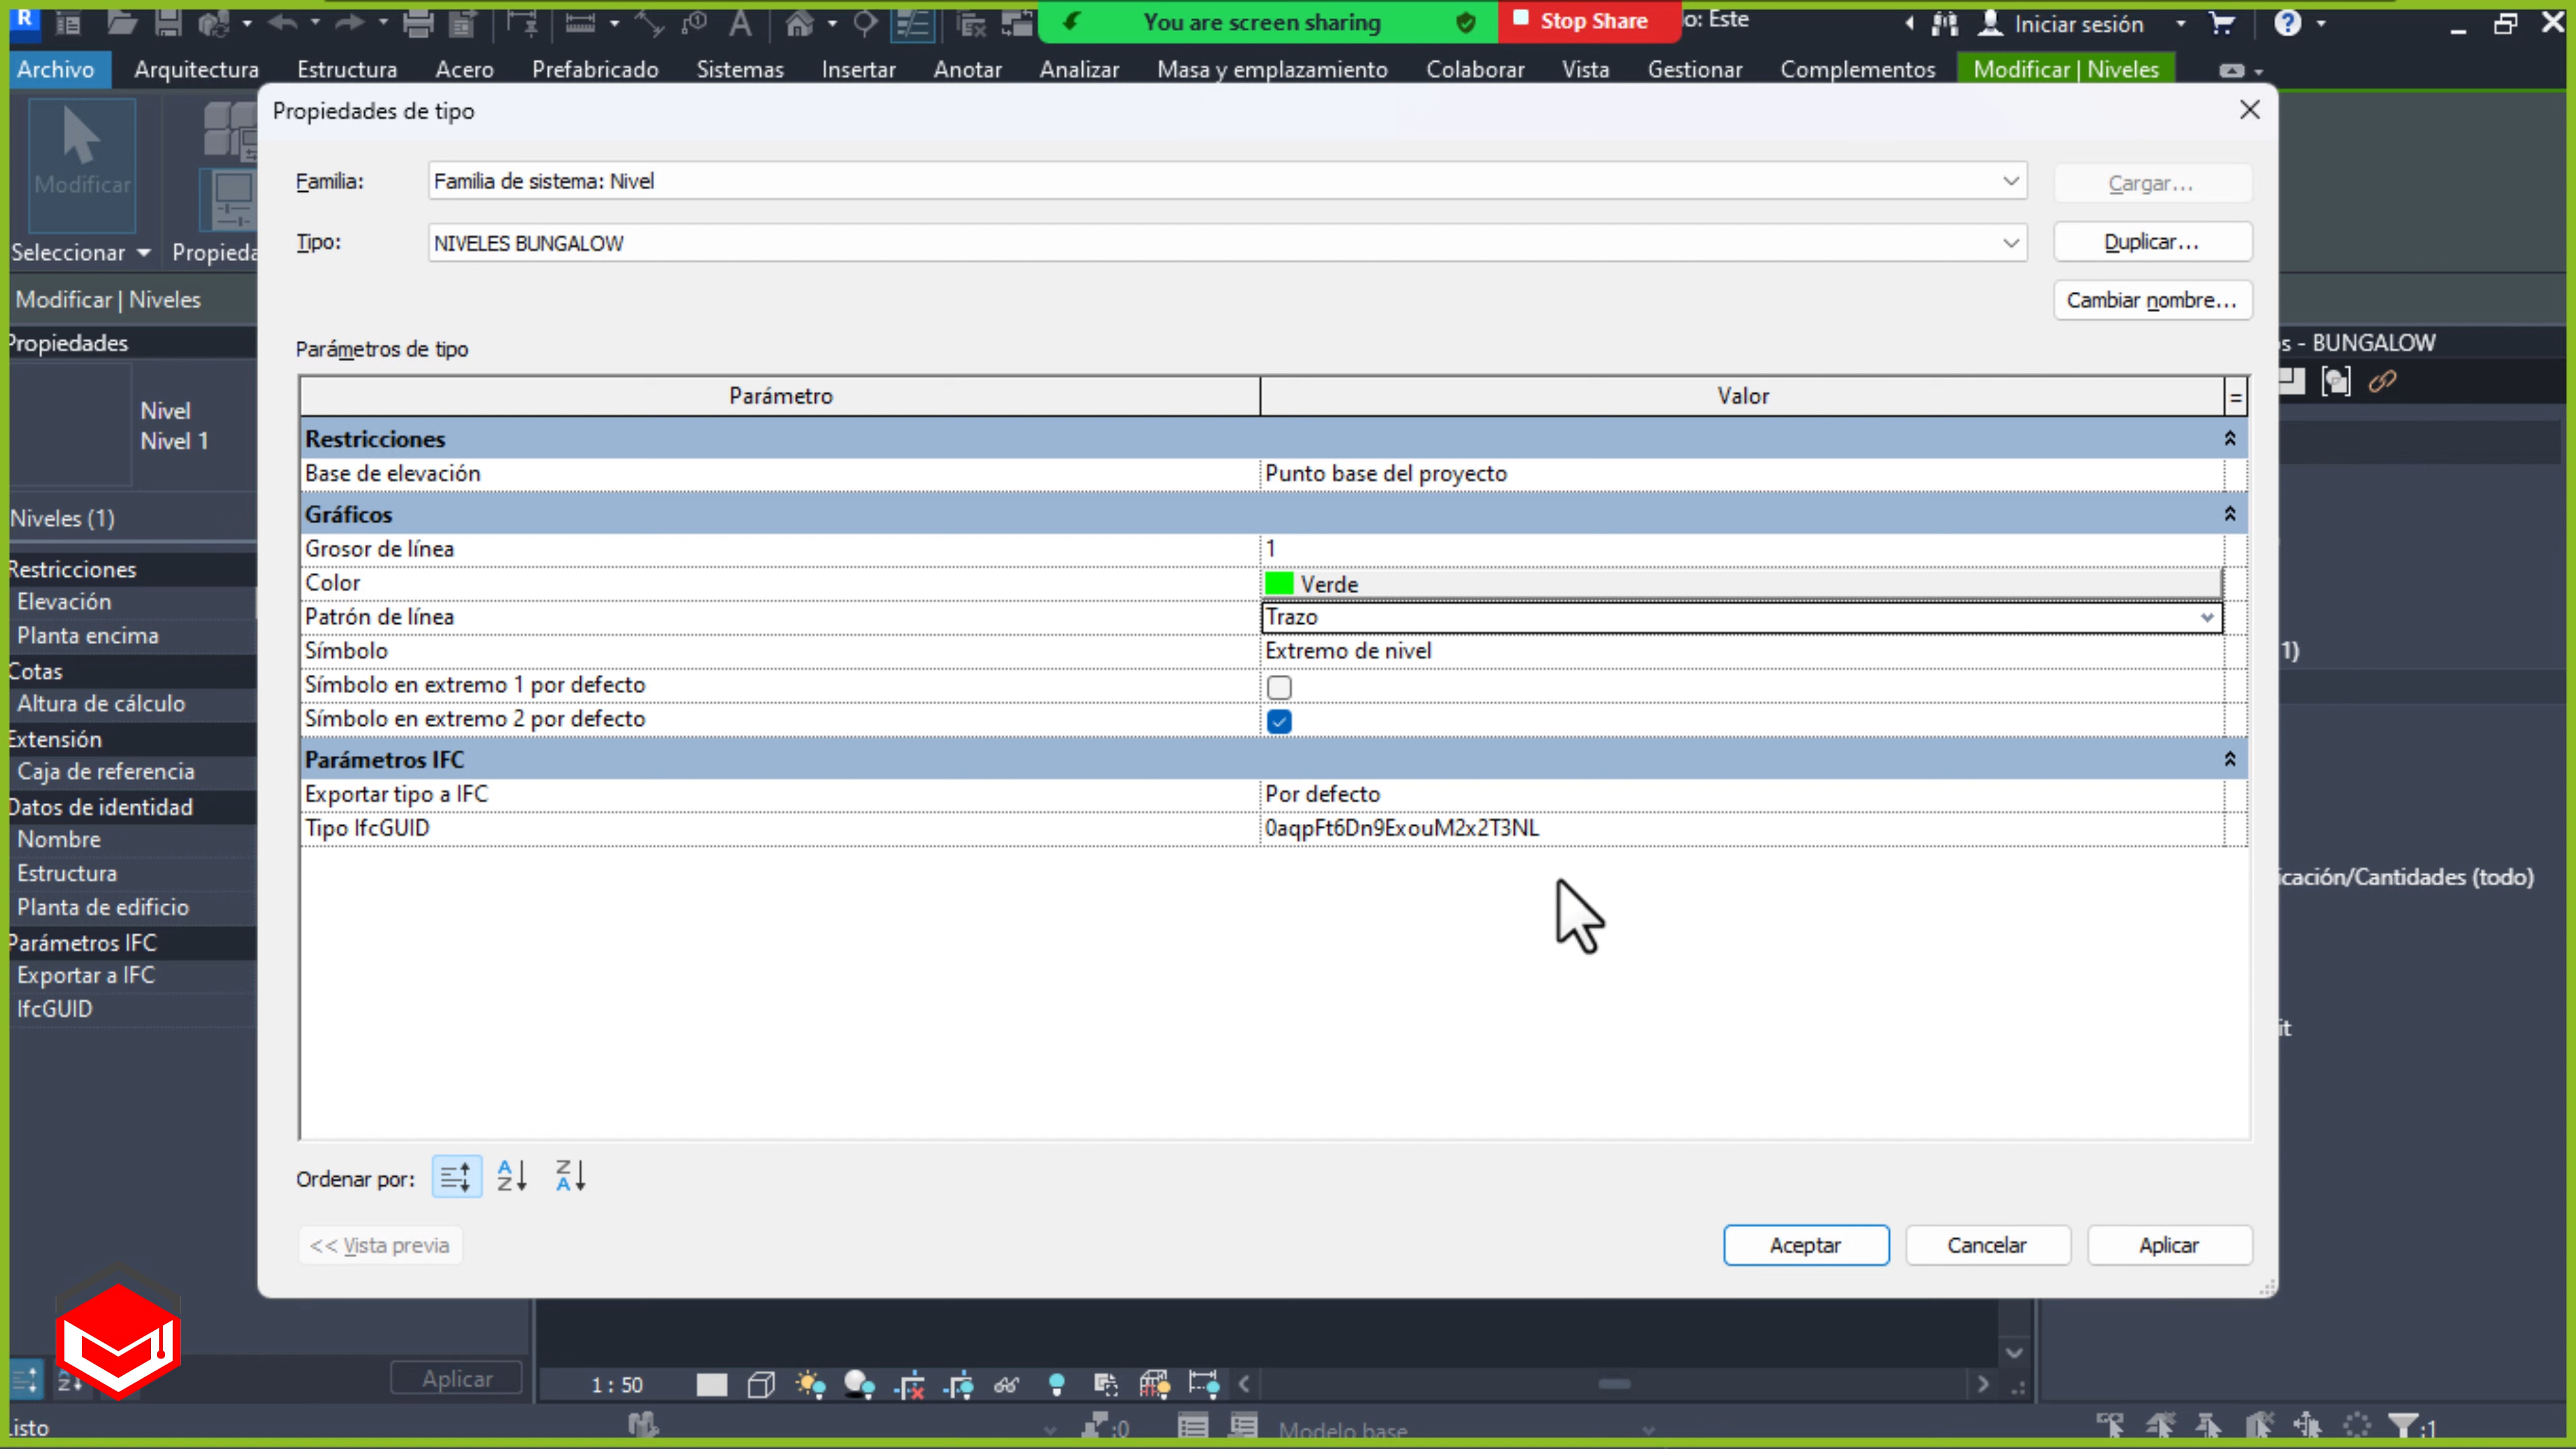 You are screen sharing
Stop Share
o: Este
Iniciar sesión
Archivo Arquitectura Estructura Acero Prefabricado Sistemas Insertar Anotar Analizar Masa y emplazamiento Colaborar Vista Gestionar Complementos Modificar | Niveles
Modificar
Seleccionar
Propieda
Modificar | Niveles
Propiedades
Nivel
Nivel 1
Niveles (1)
Restricciones
Elevación
Planta encima
Cotas
Altura de cálculo
Extensión
Caja de referencia
Datos de identidad
Nombre
Estructura
Planta de edificio
Parámetros IFC
Exportar a IFC
IfcGUID
Aplicar
Propiedades de tipo
Familia: Familia de sistema: Nivel Cargar...
Tipo: NIVELES BUNGALOW Duplicar...
Cambiar nombre...
Parámetros de tipo
Parámetro Valor =
Restricciones
Base de elevación Punto base del proyecto
Gráficos
Grosor de línea 1
Color Verde
Patrón de línea Trazo
Símbolo Extremo de nivel
Símbolo en extremo 1 por defecto
Símbolo en extremo 2 por defecto
Parámetros IFC
Exportar tipo a IFC Por defecto
Tipo IfcGUID 0aqpFt6Dn9ExouM2x2T3NL
Ordenar por:
<< Vista previa Aceptar Cancelar Aplicar
s - BUNGALOW
1)
icación/Cantidades (todo)
it
1 : 50
isto
:0
Modelo base
:1